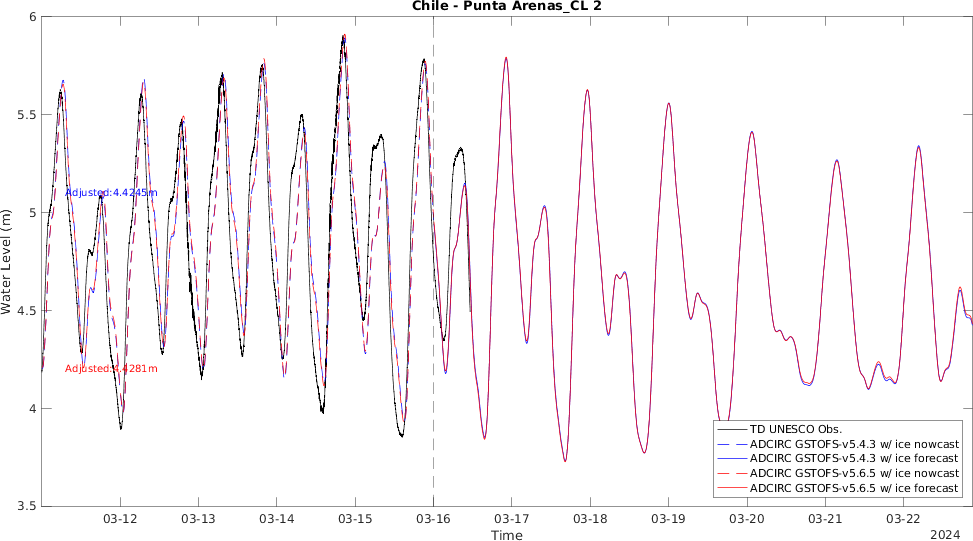 Chile - Punta Arenas_CL 2
6
5.5
5
4.5
4
3.5
Water Level (m)
Adjusted:4.4245m
Adjusted:4.4281m
TD UNESCO Obs.
ADCIRC GSTOFS-v5.4.3 w/ ice nowcast
ADCIRC GSTOFS-v5.4.3 w/ ice forecast
ADCIRC GSTOFS-v5.6.5 w/ ice nowcast
ADCIRC GSTOFS-v5.6.5 w/ ice forecast
03-12 03-13 03-14 03-15 03-16 03-17 03-18 03-19 03-20 03-21 03-22
Time
2024